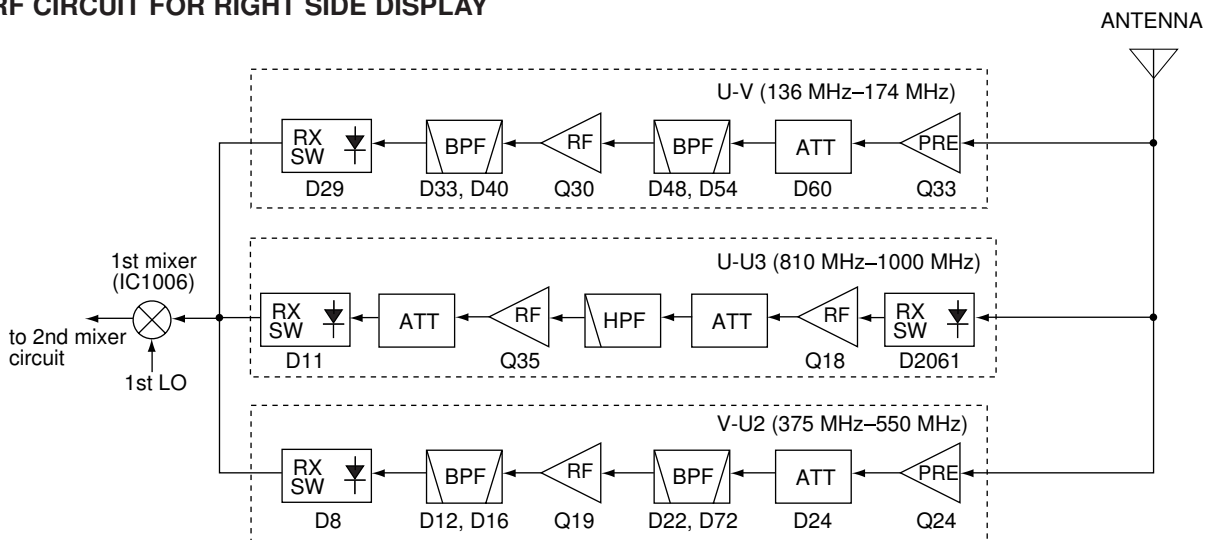 RF CIRCUIT FOR RIGHT SIDE DISPLAY
ANTENNA
U-V (136 MHz–174 MHz)
RX
SW
BPF
RF
BPF
ATT
PRE
D29
D33, D40
Q30
D48, D54
D60
Q33
1st mixer
(IC1006)
to 2nd mixer
circuit
1st LO
U-U3 (810 MHz–1000 MHz)
RX
SW
ATT
RF
HPF
ATT
RF
RX
SW
D11
Q35
Q18
D2061
V-U2 (375 MHz–550 MHz)
RX
SW
BPF
RF
BPF
ATT
PRE
D8
D12, D16
Q19
D22, D72
D24
Q24